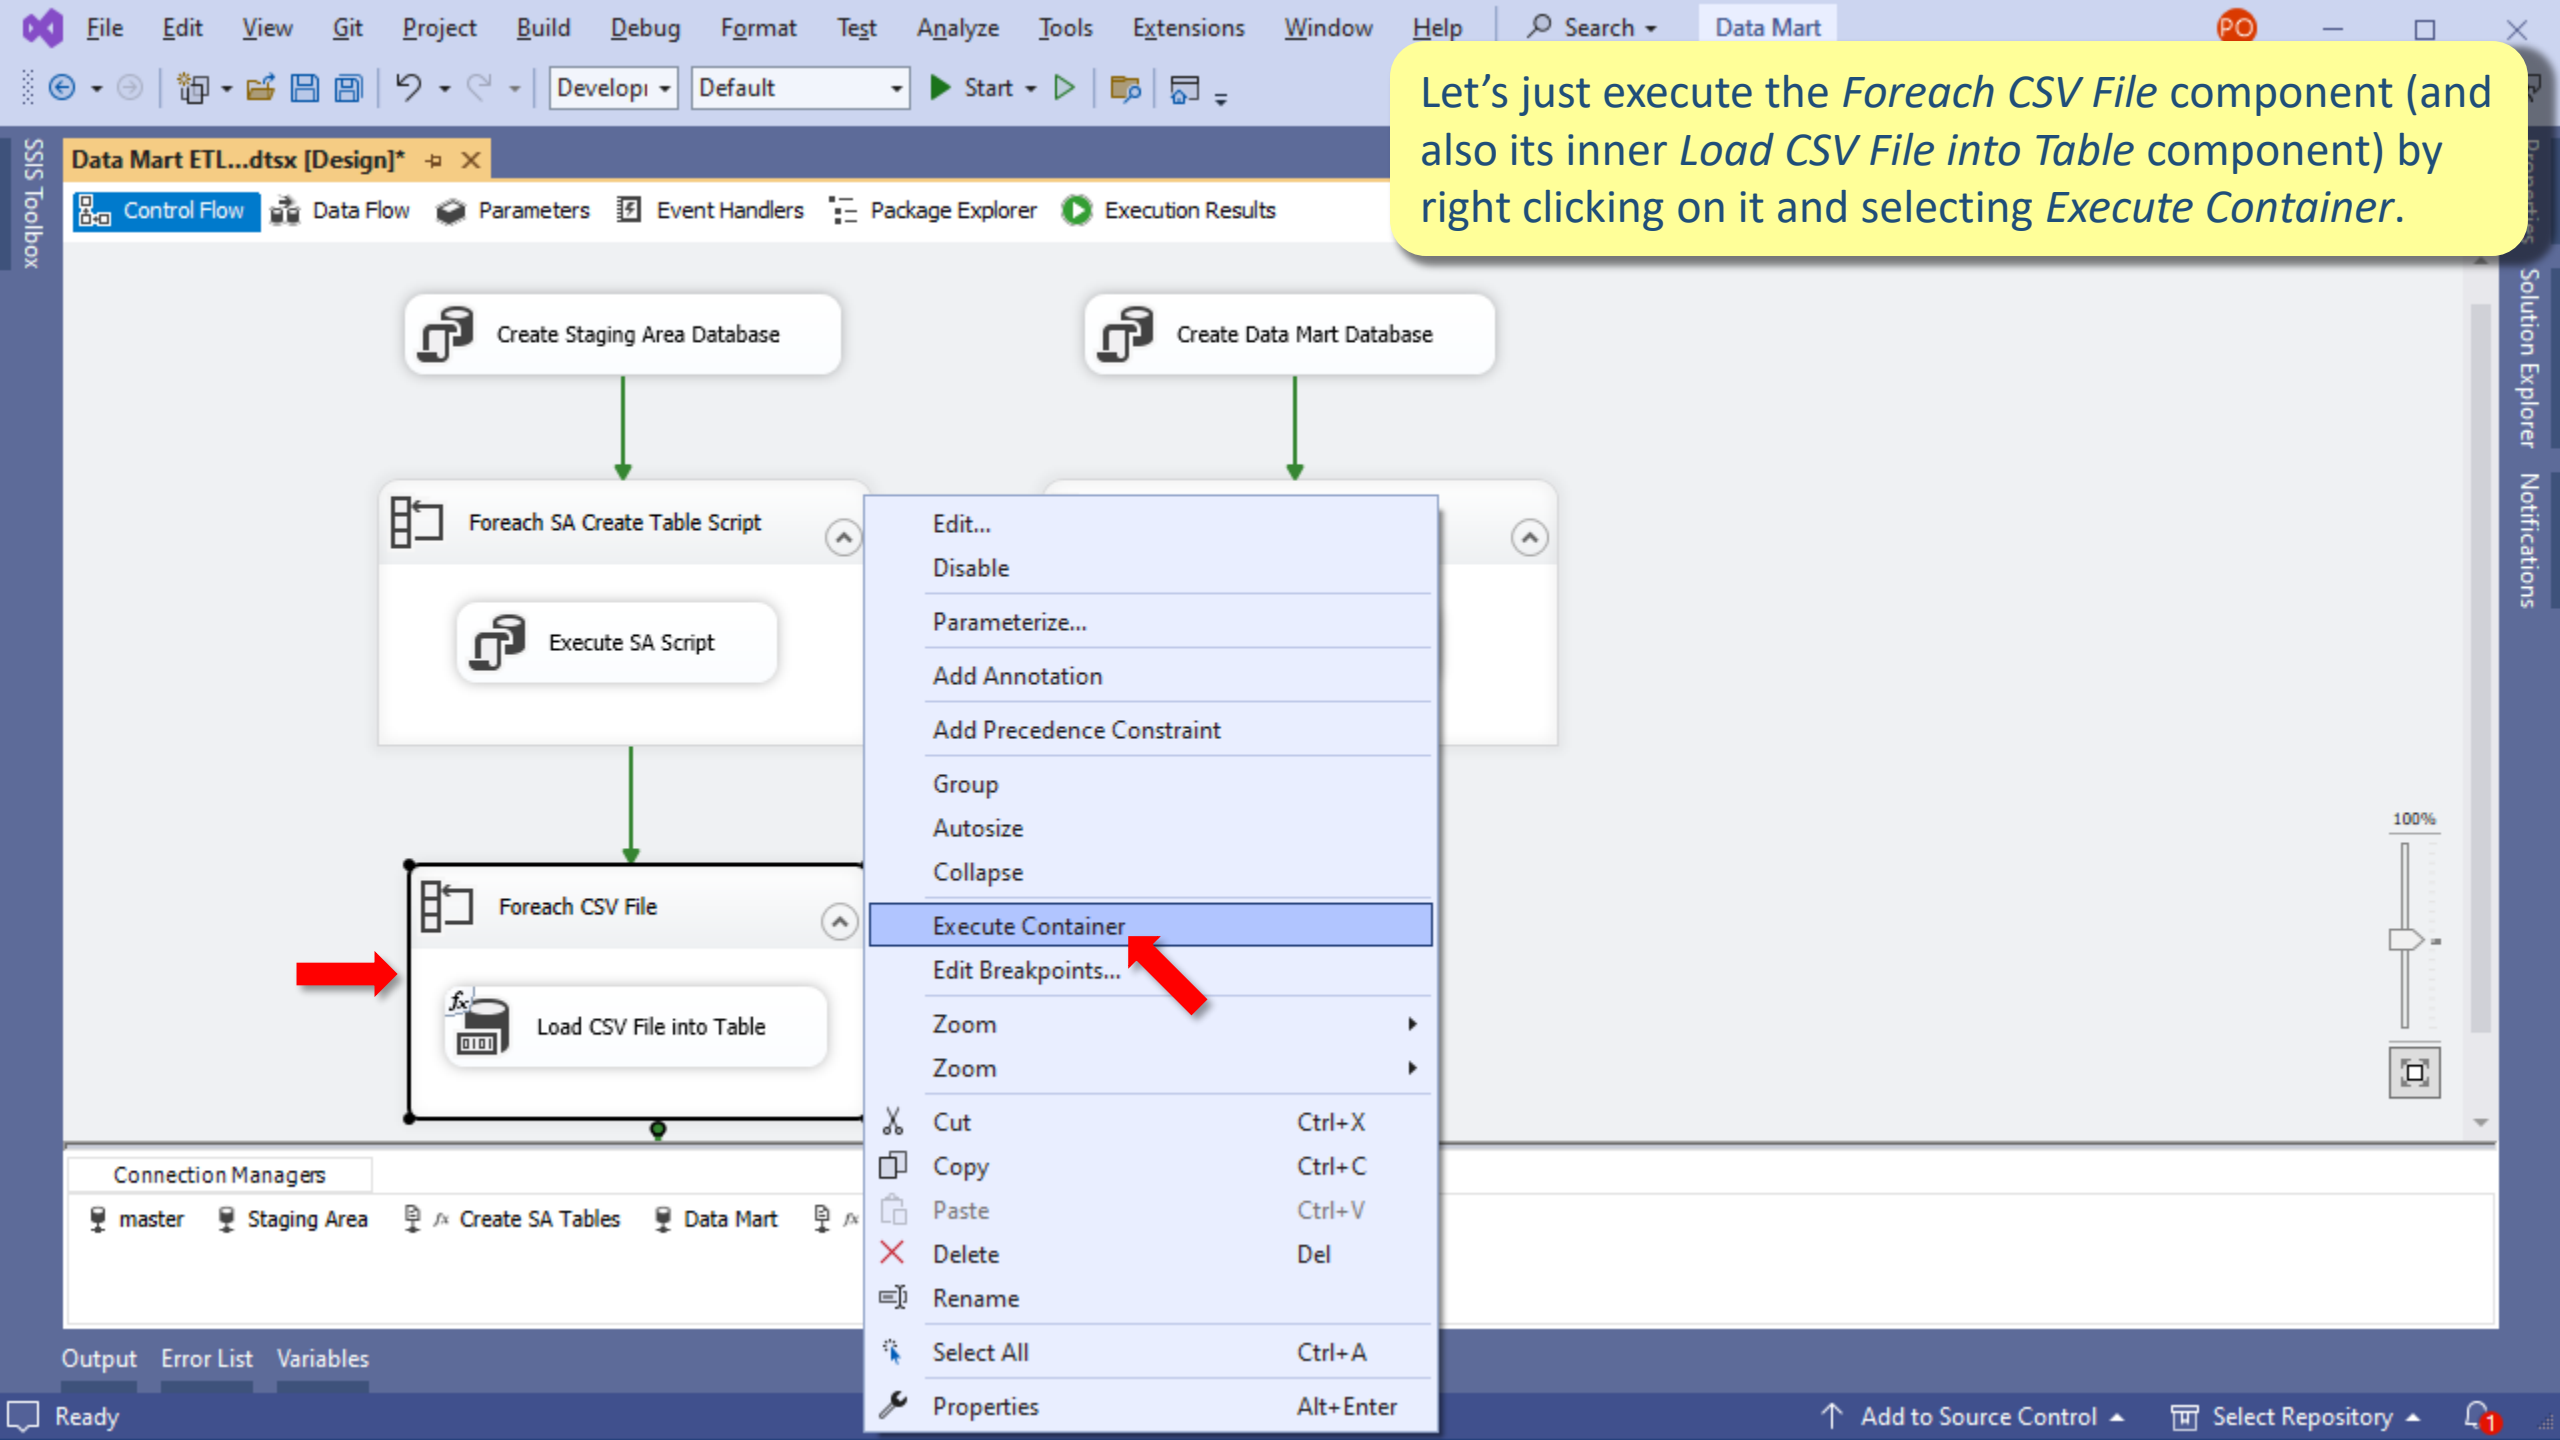 File Edit View Git Project Build Debug Format Test Analyze Tools Extensions Window Help Search Data Mart PO
Default Start
Let's just execute the Foreach CSV File component (and
also its inner Load CSV File into Table component) by
right clicking on it and selecting Execute Container.
SSIS Toolbox
Data Mart ETL...dtsx [Design]*
Control Flow Data Flow Parameters Event Handlers Package Explorer Execution Results
Properties
Solution Explorer
Notifications
Create Staging Area Database
Create Data Mart Database
Foreach SA Create Table Script
Execute SA Script
Foreach CSV File
fx
Load CSV File into Table
0101
Edit...
Disable
Parameterize...
Add Annotation
Add Precedence Constraint
Group
Autosize
Collapse
Execute Container
Edit Breakpoints...
Zoom
Zoom
Cut Ctrl+X
Copy Ctrl+C
Paste Ctrl+V
Delete Del
Rename
Select All Ctrl+A
Properties Alt+Enter
100%
Connection Managers
master Staging Area fx Create SA Tables Data Mart fx
Output Error List Variables
Ready Add to Source Control Select Repository 1